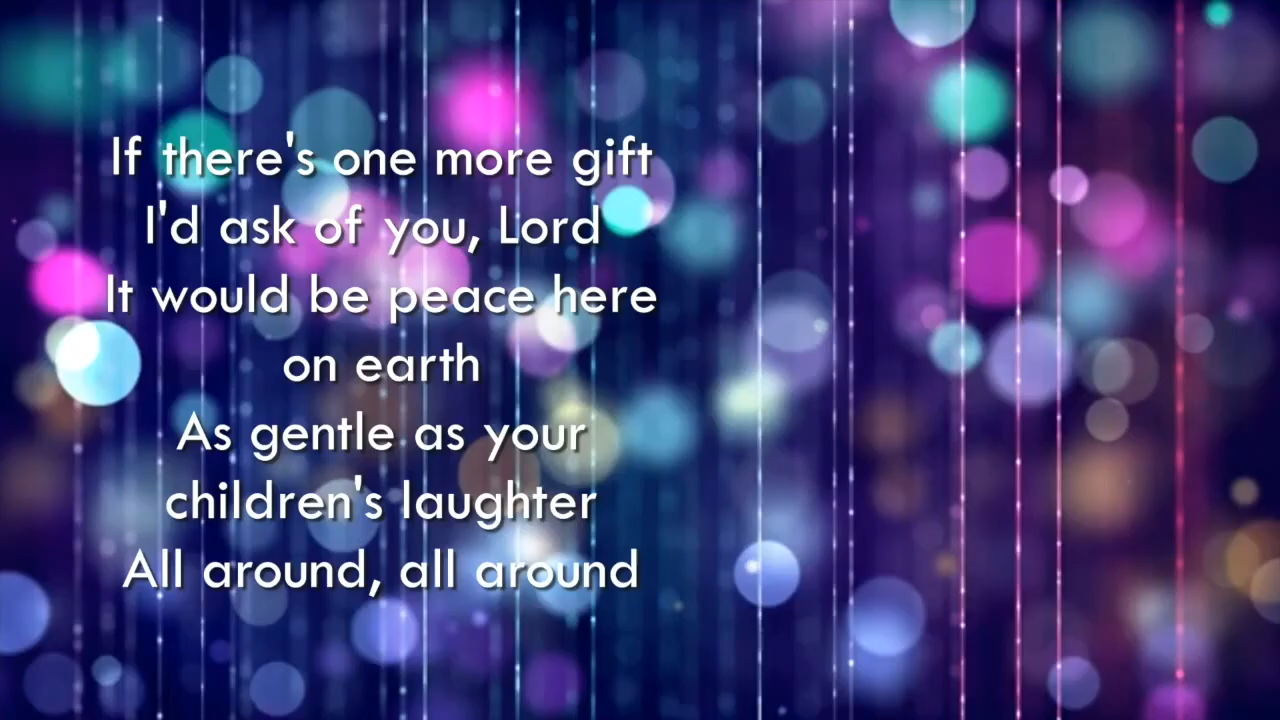 If there's one more gift
I'd ask of you, Lord
It would be peace here
on earth
As gentle as your
children's laughter
All around, all around